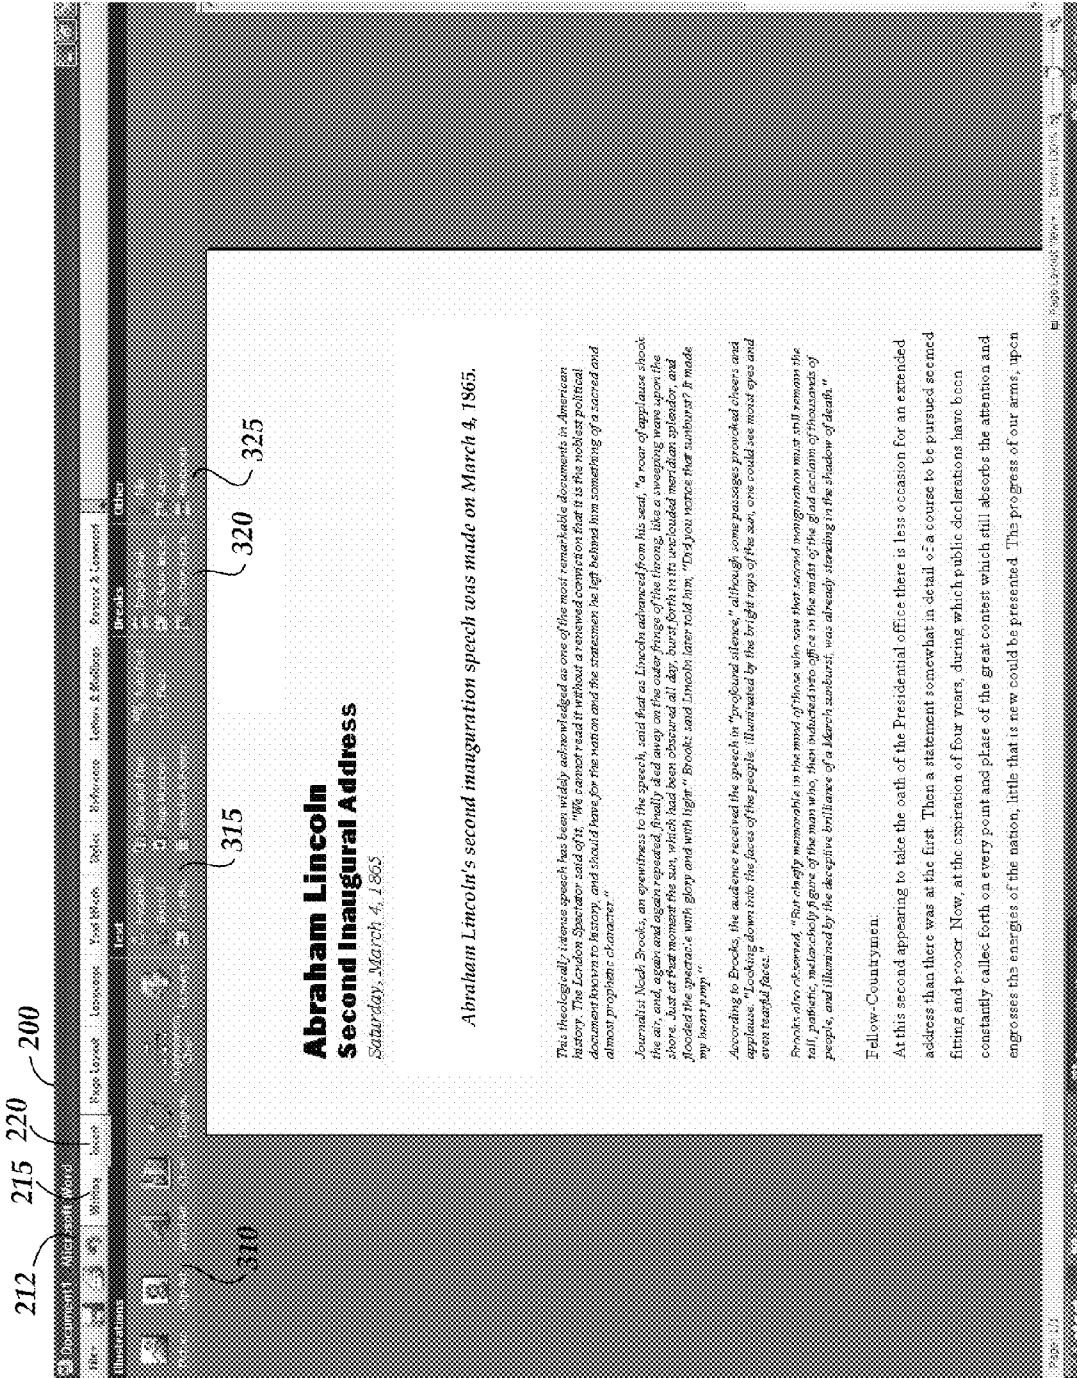 212
215
220
200
Document1 Microsoft Word
File
Writing
Insert
Page Layout
Language
Styles
Reference
Review & Connect
Illustrations
Text
Breaks
Other
310
315
320
325
Abraham Lincoln
Second Inaugural Address
Saturday, March 4, 1865
Abraham Lincoln's second inauguration speech was made on March 4, 1865.
This theologically intense speech has been widely acknowledged as one of the most remarkable documents in American
history. The London Spectator said of it, "We cannot read it without a renewed conviction that it is the noblest political
document known to history, and should have for the nation and the statesmen he left behind him something of a sacred and
almost prophetic character."
Journalist Noah Brooks, an eyewitness to the speech, said that as Lincoln advanced from his seat, "a roar of applause shook
the air, and, again and again repeated, finally died away on the outer fringe of the throng, like a sweeping wave upon the
shore. Just at that moment the sun, which had been obscured all day, burst forth in its unclouded meridian splendor, and
flooded the spectacle with glory and with light." Brooks said Lincoln later told him, "Did you notice that sunburst? It made
my heart jump."
According to Brooks, the audience received the speech in "profound silence," although some passages provoked cheers and
applause. "Looking down into the faces of the people, illuminated by the bright rays of the sun, one could see moist eyes and
even tearful faces."
Brooks also observed, "But chiefly memorable in the mind of those who saw that second inauguration must still remain the
tall, pathetic, melancholy figure of the man who, then inducted into office in the midst of the glad acclaim of thousands of
people, and illumined by the deceptive brilliance of a March sunburst, was already standing in the shadow of death."
Fellow-Countrymen:
At this second appearing to take the oath of the Presidential office there is less occasion for an extended
address than there was at the first. Then a statement somewhat in detail of a course to be pursued seemed
fitting and proper. Now, at the expiration of four years, during which public declarations have been
constantly called forth on every point and phase of the great contest which still absorbs the attention and
engrosses the energies of the nation, little that is new could be presented. The progress of our arms, upon
Page: 1/3
Page Layout View